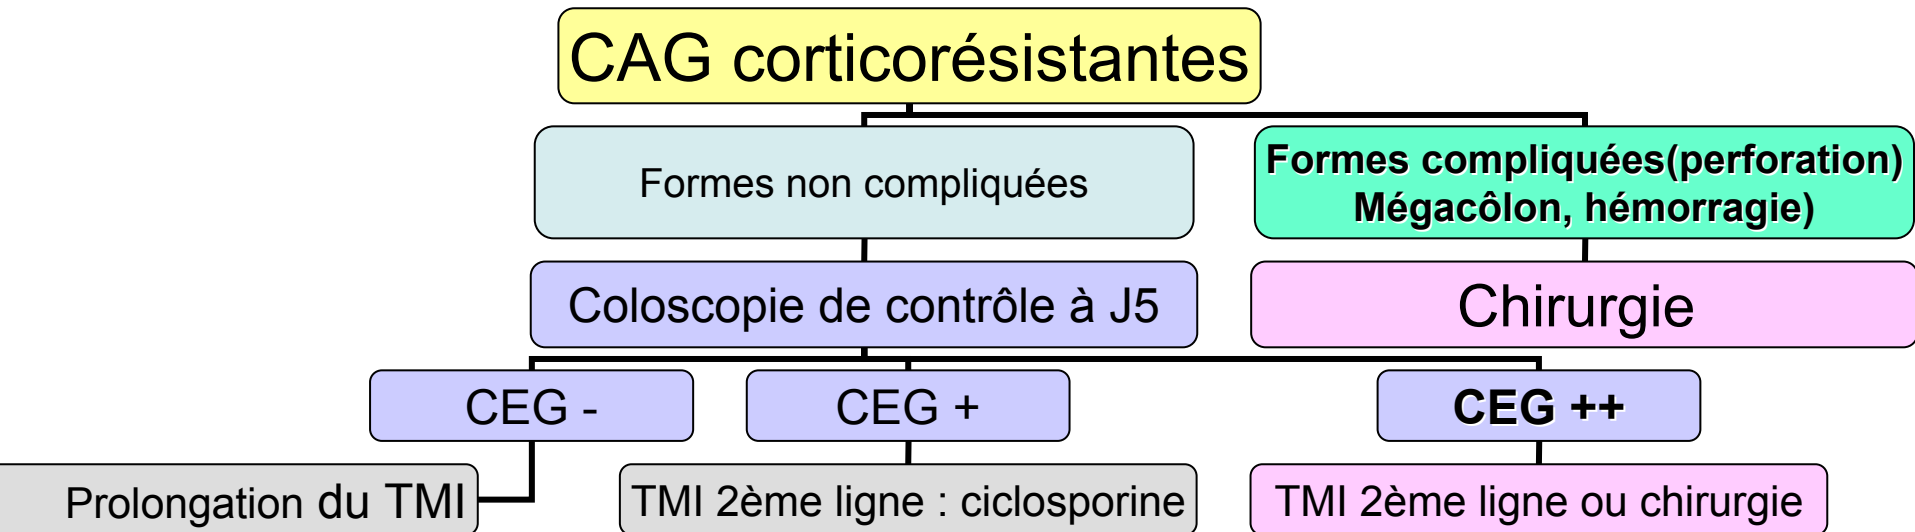 CAG corticorésistantes
Formes non compliquées
Formes compliquées(perforation)
Mégacôlon, hémorragie)
Coloscopie de contrôle à J5
Chirurgie
CEG -
CEG +
CEG ++
Prolongation du TMI
TMI 2ème ligne : ciclosporine
TMI 2ème ligne ou chirurgie